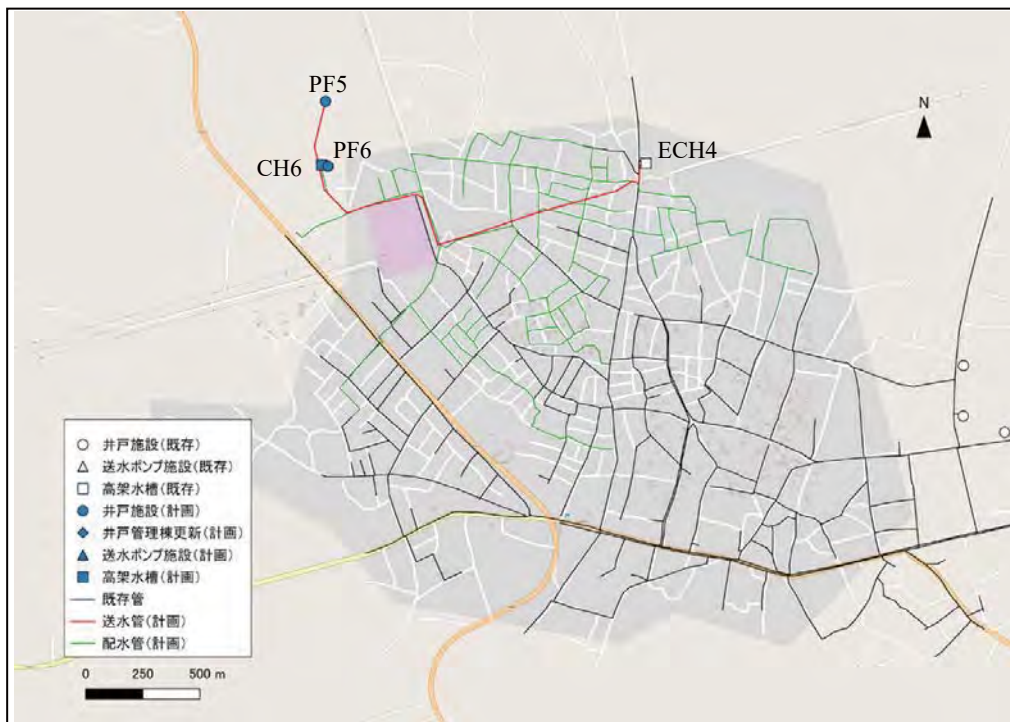 PF5
PF6
CH6
ECH4
N
井戸施設(既存)
送水ポンプ施設(既存)
高架水槽(既存)
井戸施設(計画)
井戸管理棟更新(計画)
送水ポンプ施設(計画)
高架水槽(計画)
既存管
送水管(計画)
配水管(計画)
0 250 500 m